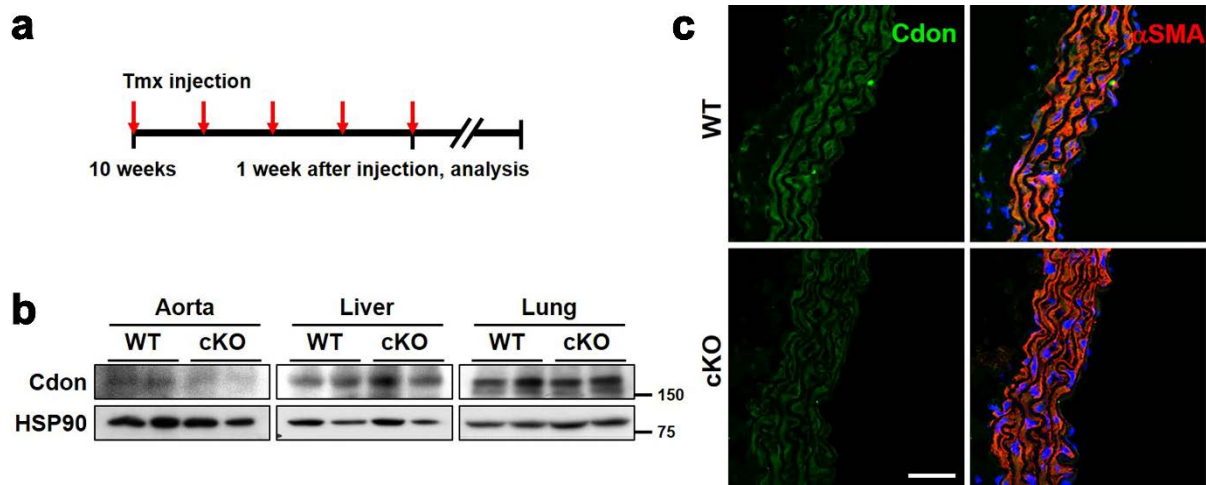 a
Tmx injection
10 weeks
1 week after injection, analysis
b
Aorta Liver Lung
WT cKO WT cKO WT cKO
Cdon
150
HSP90
75
c
Cdon
αSMA
WT
cKO